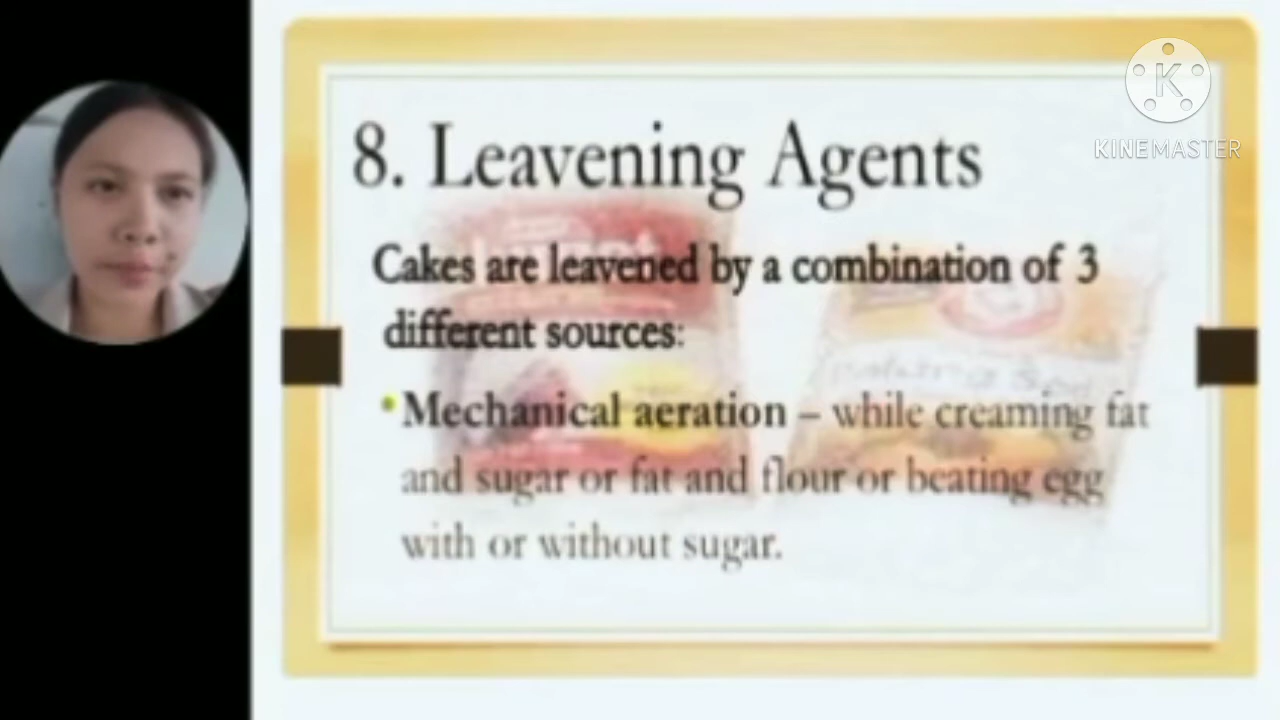 8. Leavening Agents
Cakes are leavened by a combination of 3
different sources:
•Mechanical aeration – while creaming fat
and sugar or fat and flour or beating egg
with or without sugar.
K
KINEMASTER